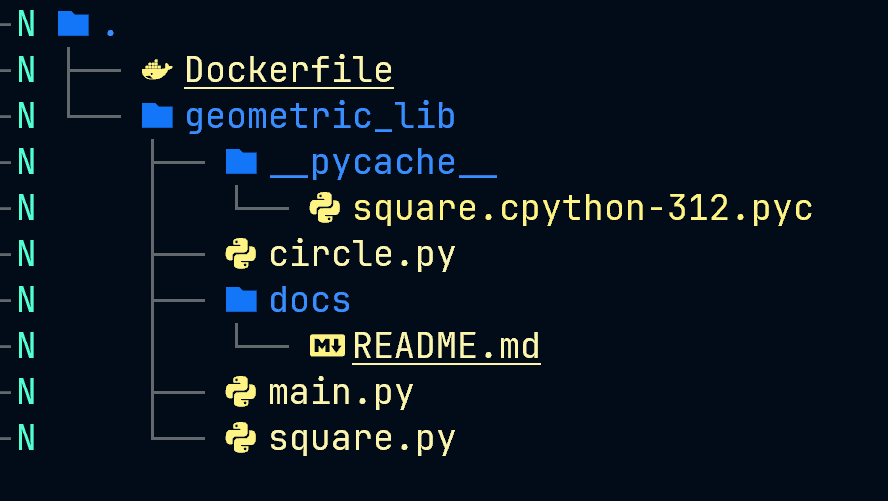 -N .
-N Dockerfile
-N geometric_lib
-N __pycache__
-N square.cpython-312.pyc
-N circle.py
-N docs
-N README.md
-N main.py
-N square.py